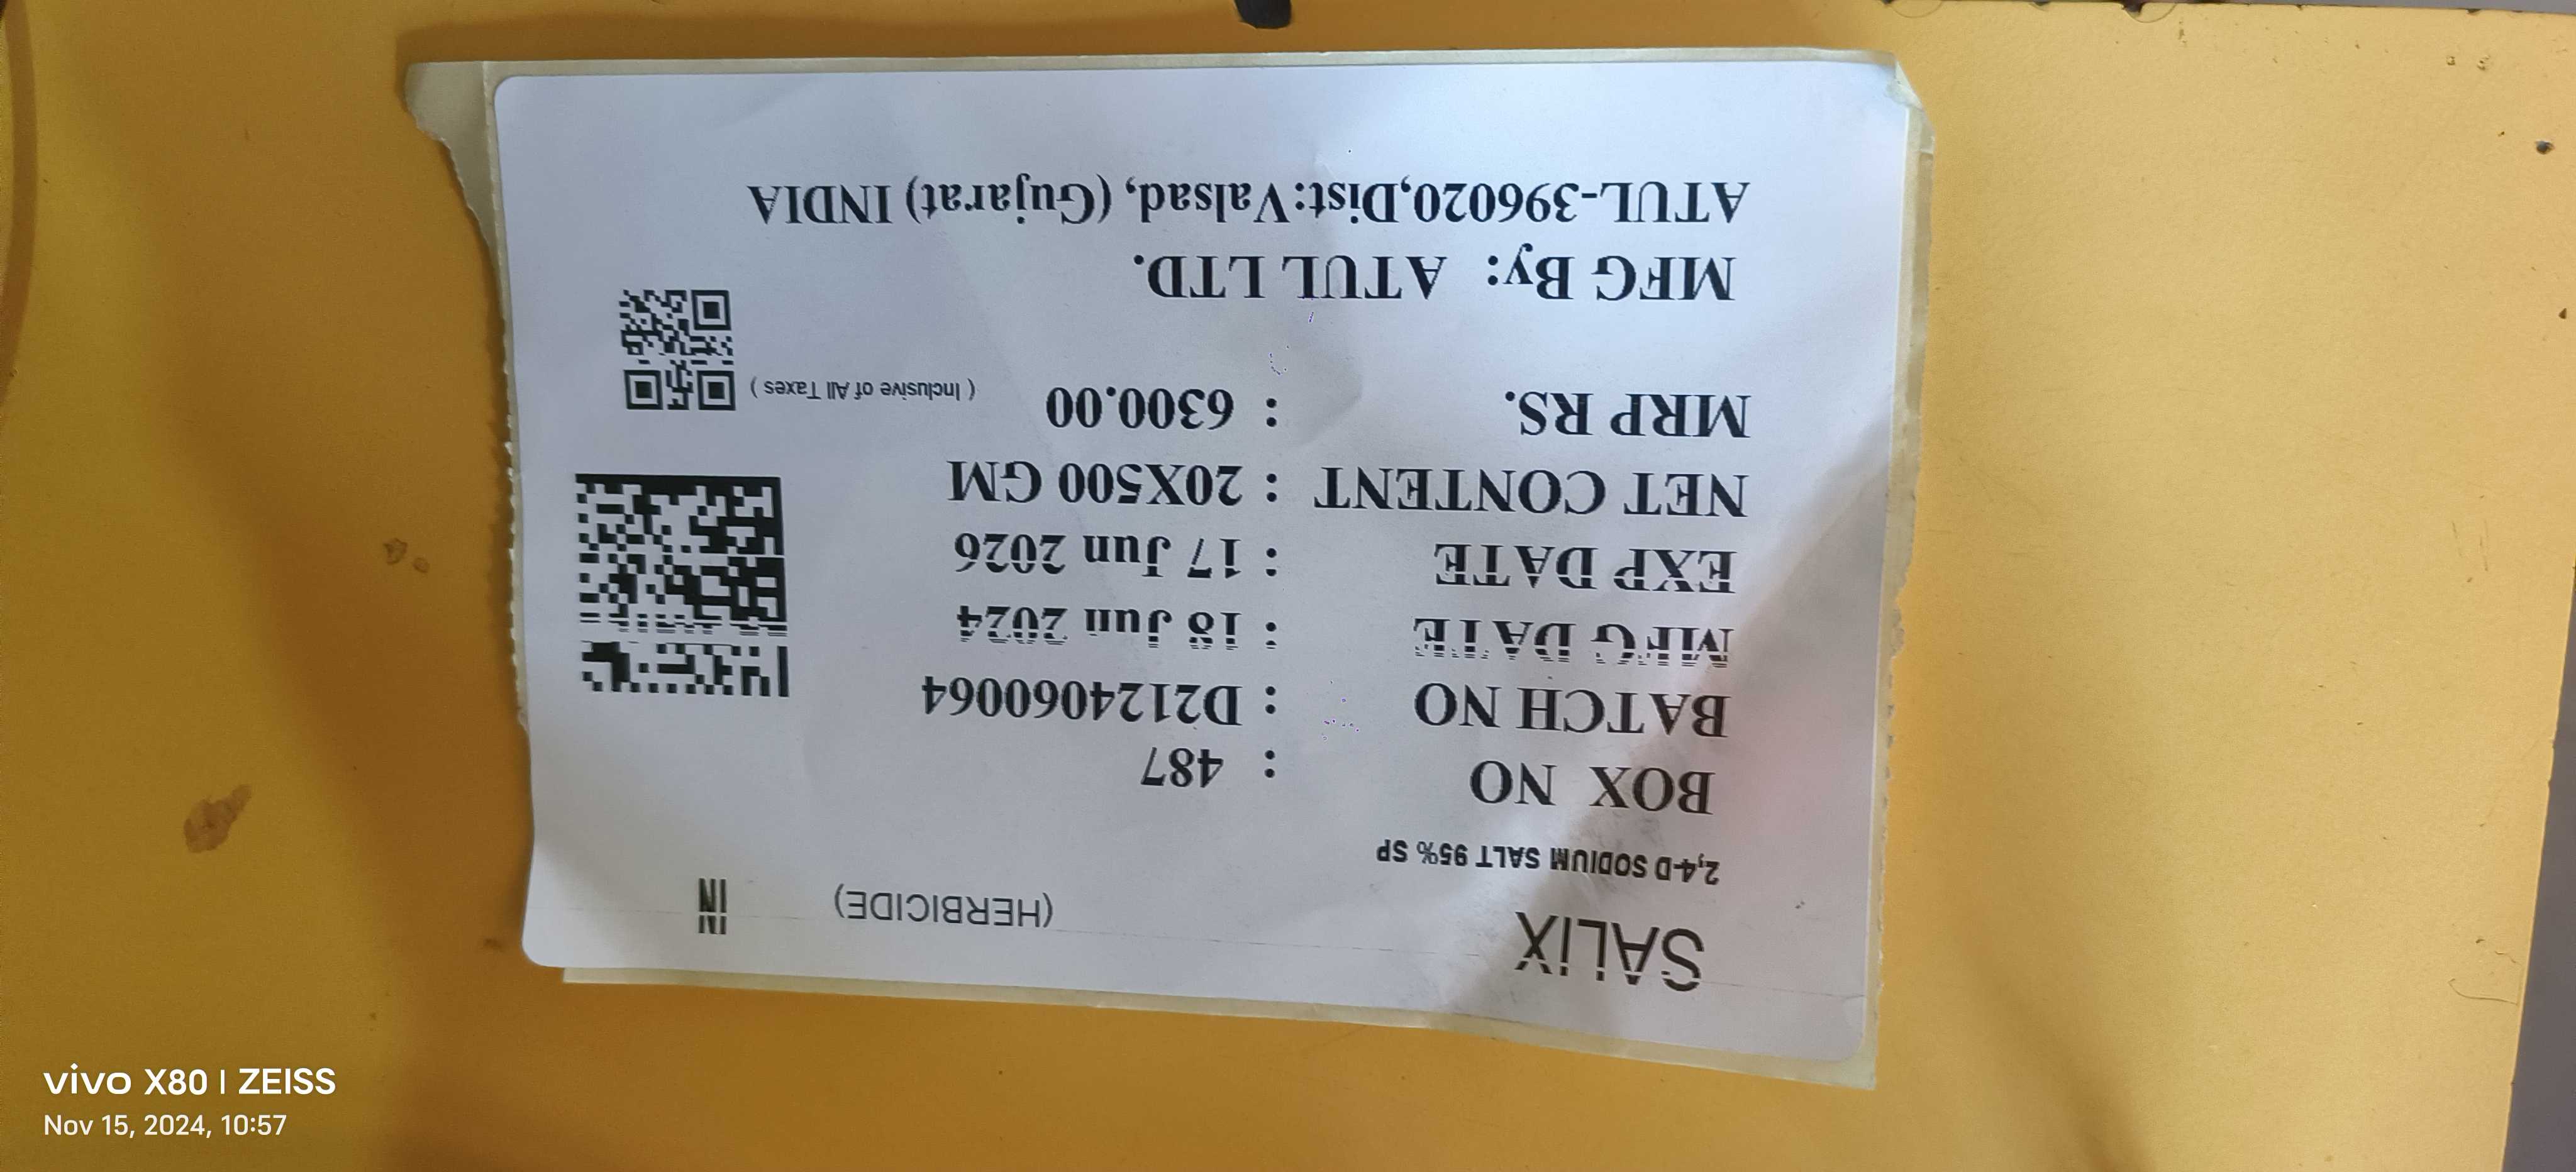 SALIX (HERBICIDE) IN
2,4-D SODIUM SALT 95% SP
BOX NO : 487
BATCH NO : D2124060064
MFG DATE : 18 Jun 2024
EXP DATE : 17 Jun 2026
NET CONTENT : 20X500 GM
MRP RS. : 6300.00 ( Inclusive of All Taxes )
MFG By: ATUL LTD.
ATUL-396020,Dist:Valsad, (Gujarat) INDIA
vivo X80 | ZEISS
Nov 15, 2024, 10:57